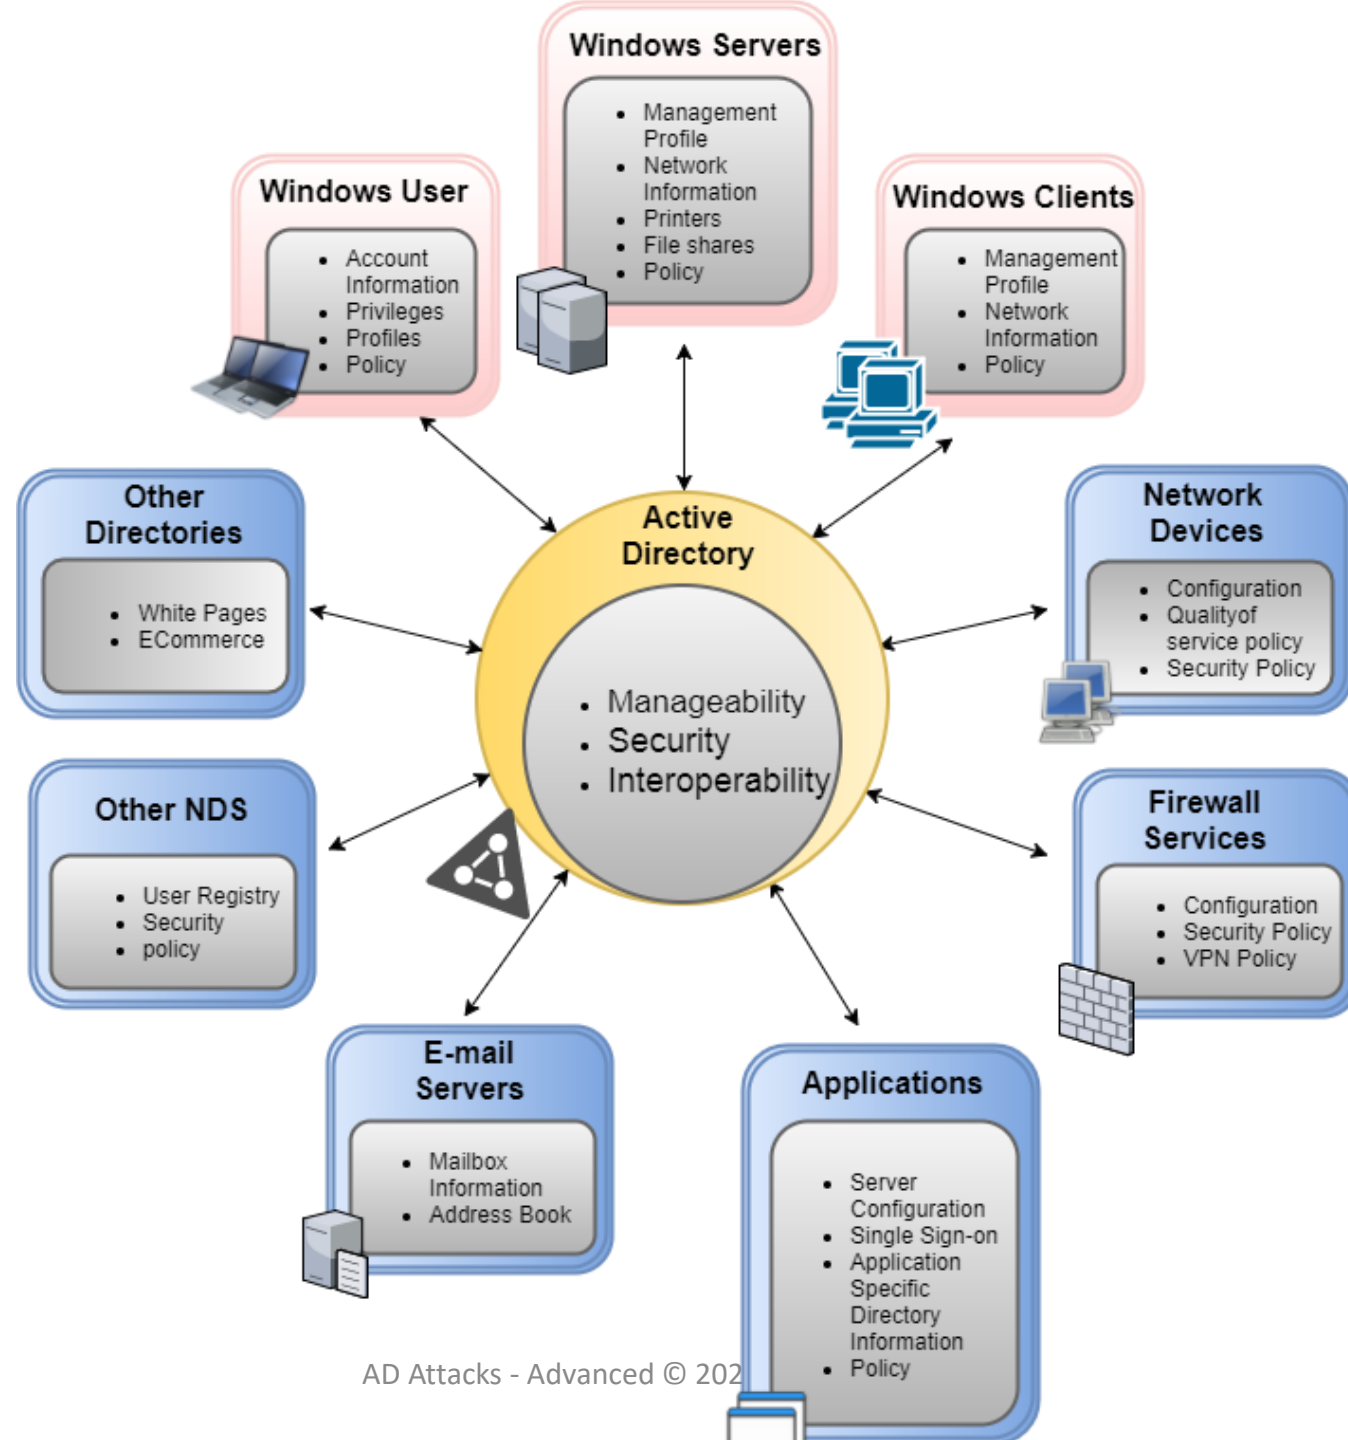 Windows Servers
Management
Profile
Network
Information
Printers
File shares
Policy
Windows User
Account
Information
Privileges
Profiles
Policy
Windows Clients
Management
Profile
Network
Information
Policy
Other
Directories
White Pages
ECommerce
Active
Directory
Manageability
Security
Interoperability
Network
Devices
Configuration
Qualityof
service policy
Security Policy
Other NDS
User Registry
Security
policy
Firewall
Services
Configuration
Security Policy
VPN Policy
E-mail
Servers
Mailbox
Information
Address Book
Applications
Server
Configuration
Single Sign-on
Application
Specific
Directory
Information
Policy
AD Attacks - Advanced © 202